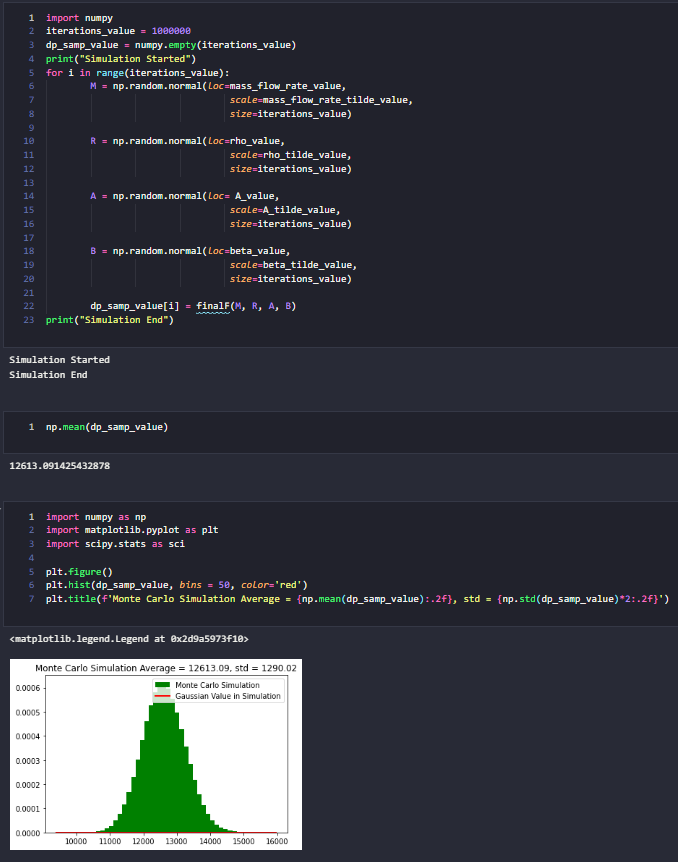 1 import numpy
2 iterations_value = 1000000
3 dp_samp_value = numpy.empty(iterations_value)
4 print("Simulation Started")
5 for i in range(iterations_value):
6 M = np.random.normal(loc=mass_flow_rate_value,
7 scale=mass_flow_rate_tilde_value,
8 size=iterations_value)
9
10 R = np.random.normal(loc=rho_value,
11 scale=rho_tilde_value,
12 size=iterations_value)
13
14 A = np.random.normal(loc= A_value,
15 scale=A_tilde_value,
16 size=iterations_value)
17
18 B = np.random.normal(loc=beta_value,
19 scale=beta_tilde_value,
20 size=iterations_value)
21
22 dp_samp_value[i] = finalF(M, R, A, B)
23 print("Simulation End")
Simulation Started
Simulation End
1 np.mean(dp_samp_value)
12613.091425432878
1 import numpy as np
2 import matplotlib.pyplot as plt
3 import scipy.stats as sci
4
5 plt.figure()
6 plt.hist(dp_samp_value, bins = 50, color='red')
7 plt.title(f'Monte Carlo Simulation Average = {np.mean(dp_samp_value):.2f}, std = {np.std(dp_samp_value)*2:.2f}')
<matplotlib.legend.Legend at 0x2d9a5973f10>
Monte Carlo Simulation Average = 12613.09, std = 1290.02
Monte Carlo Simulation
Gaussian Value in Simulation
0.0006
0.0005
0.0004
0.0003
0.0002
0.0001
0.0000
10000 11000 12000 13000 14000 15000 16000